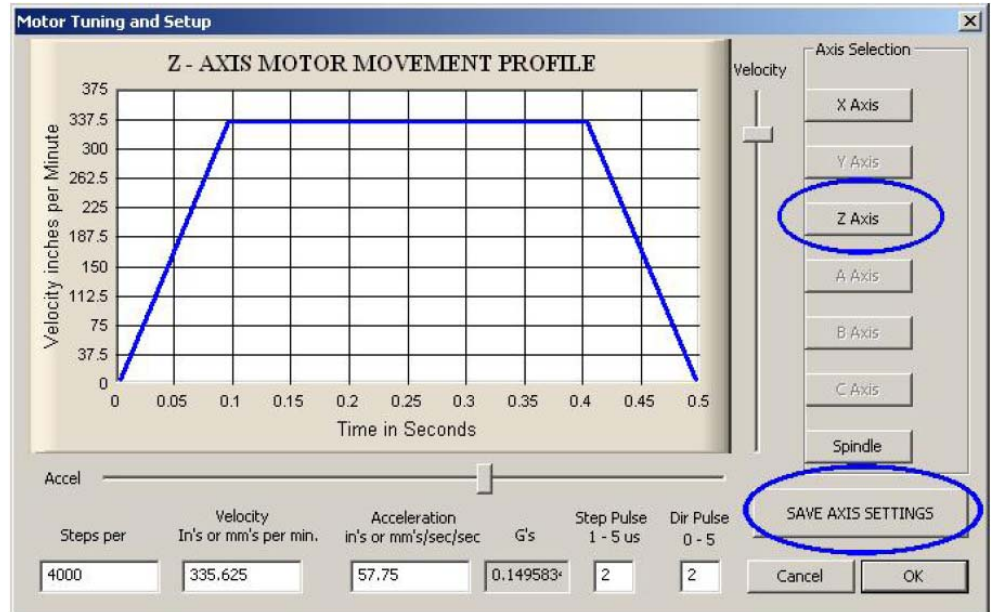 Motor Tuning and Setup
Z - AXIS MOTOR MOVEMENT PROFILE
Velocity inches per Minute
375
337.5
300
262.5
225
187.5
150
112.5
75
37.5
0
0 0.05 0.1 0.15 0.2 0.25 0.3 0.35 0.4 0.45 0.5
Time in Seconds
Velocity
Axis Selection
X Axis
Y Axis
Z Axis
A Axis
B Axis
C Axis
Spindle
Accel
SAVE AXIS SETTINGS
Steps per
Velocity
In's or mm's per min.
Acceleration
in's or mm's/sec/sec
G's
Step Pulse
1 - 5 us
Dir Pulse
0 - 5
4000 335.625 57.75 0.149583 2 2
Cancel OK